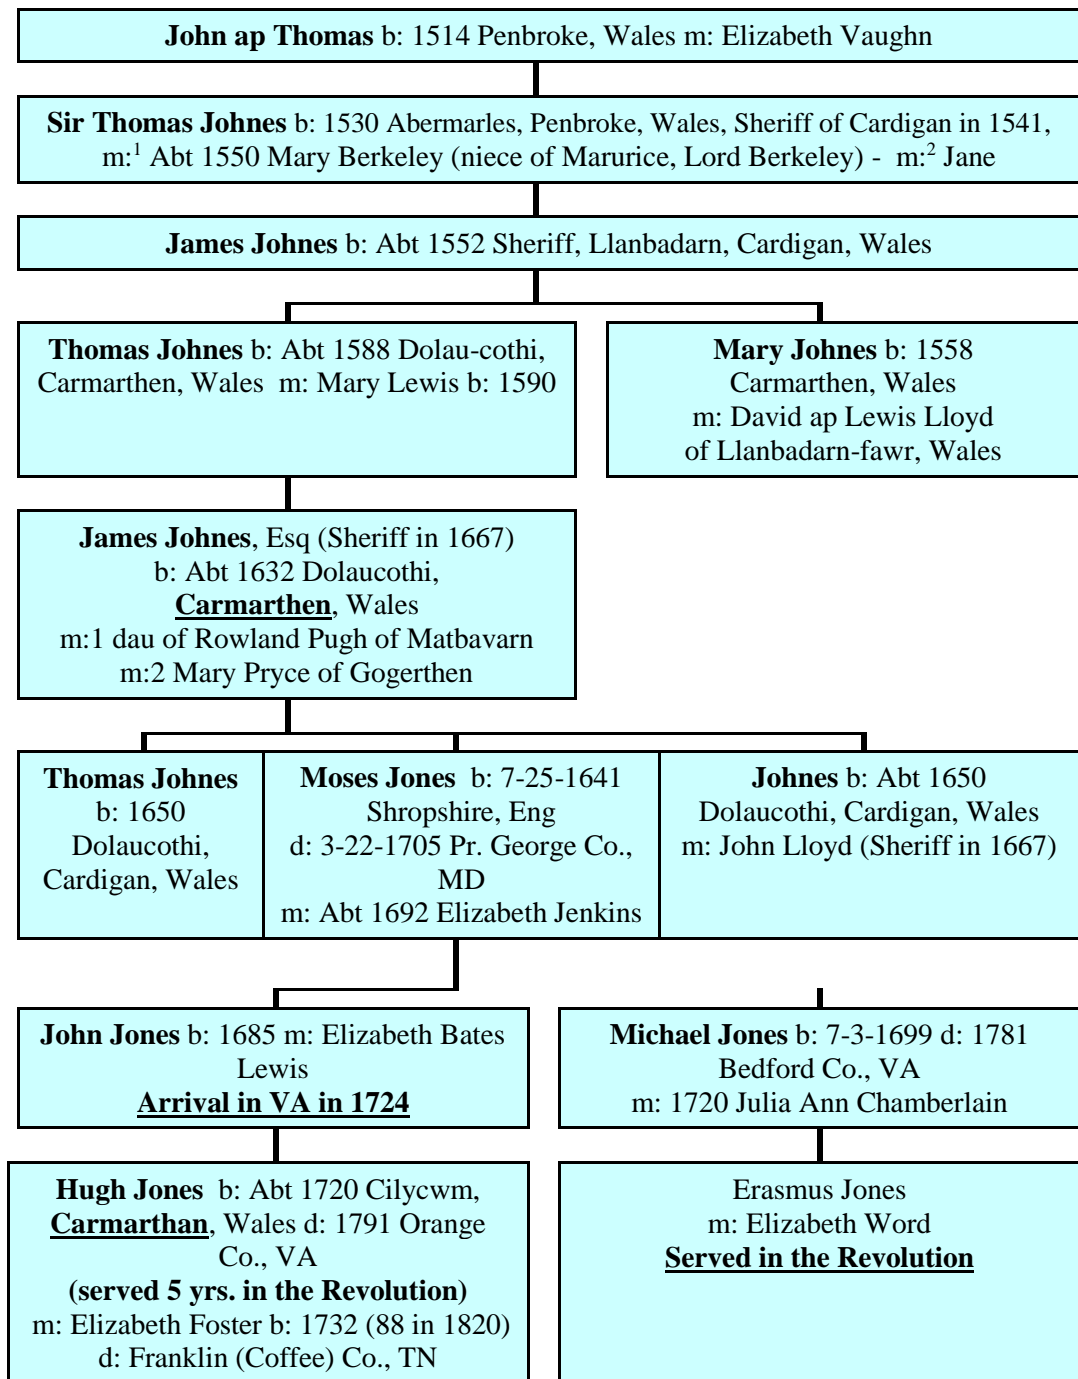 John ap Thomas b: 1514 Penbroke, Wales m: Elizabeth Vaughn
Sir Thomas Johnes b: 1530 Abermarles, Penbroke, Wales, Sheriff of Cardigan in 1541,
m:1 Abt 1550 Mary Berkeley (niece of Marurice, Lord Berkeley) - m:2 Jane
James Johnes b: Abt 1552 Sheriff, Llanbadarn, Cardigan, Wales
Thomas Johnes b: Abt 1588 Dolau-cothi,
Carmarthen, Wales m: Mary Lewis b: 1590
Mary Johnes b: 1558
Carmarthen, Wales
m: David ap Lewis Lloyd
of Llanbadarn-fawr, Wales
James Johnes, Esq (Sheriff in 1667)
b: Abt 1632 Dolaucothi,
Carmarthen, Wales
m:1 dau of Rowland Pugh of Matbavarn
m:2 Mary Pryce of Gogerthen
Thomas Johnes
b: 1650
Dolaucothi,
Cardigan, Wales
Moses Jones b: 7-25-1641
Shropshire, Eng
d: 3-22-1705 Pr. George Co.,
MD
m: Abt 1692 Elizabeth Jenkins
Johnes b: Abt 1650
Dolaucothi, Cardigan, Wales
m: John Lloyd (Sheriff in 1667)
John Jones b: 1685 m: Elizabeth Bates
Lewis
Arrival in VA in 1724
Michael Jones b: 7-3-1699 d: 1781
Bedford Co., VA
m: 1720 Julia Ann Chamberlain
Hugh Jones b: Abt 1720 Cilycwm,
Carmarthan, Wales d: 1791 Orange
Co., VA
(served 5 yrs. in the Revolution)
m: Elizabeth Foster b: 1732 (88 in 1820)
d: Franklin (Coffee) Co., TN
Erasmus Jones
m: Elizabeth Word
Served in the Revolution